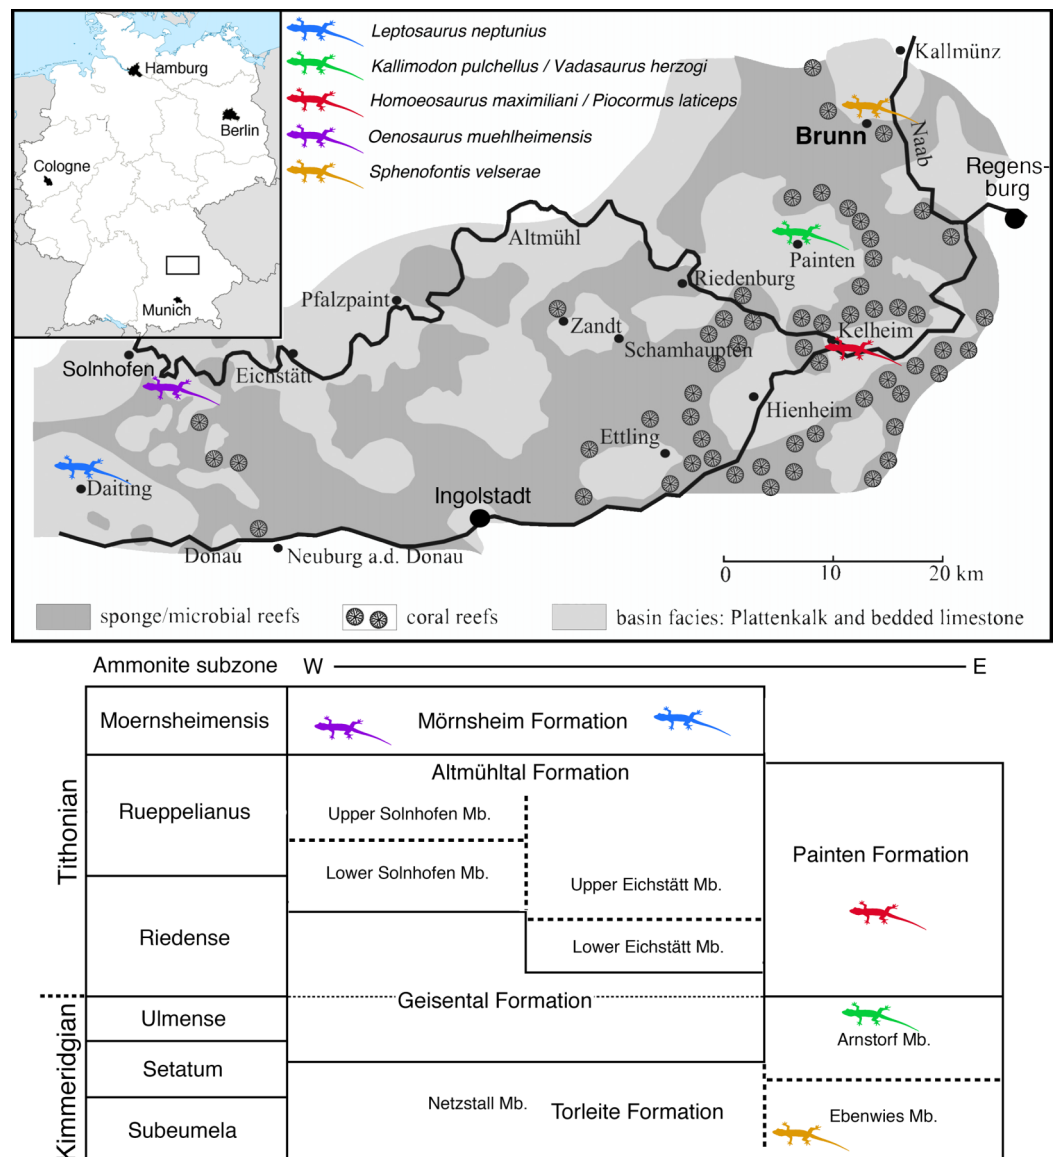 Hamburg
Berlin
Cologne
Munich
Leptosaurus neptunius
Kallimodon pulchellus / Vadasaurus herzogi
Homoeosaurus maximiliani / Piocormus laticeps
Oenosaurus muehlheimensis
Sphenofontis velserae
Kallmünz
Brunn
Naab
Regens-
burg
Altmühl
Painten
Riedenburg
Pfalzpaint
Zandt
Schamhaupten
Kelheim
Solnhofen
Eichstätt
Hienheim
Ettling
Daiting
Ingolstadt
Donau
Neuburg a.d. Donau
0 10 20 km
sponge/microbial reefs
coral reefs
basin facies: Plattenkalk and bedded limestone
Ammonite subzone W E
Tithonian
Moernsheimensis
Mörnsheim Formation
Altmühltal Formation
Rueppelianus
Upper Solnhofen Mb.
Lower Solnhofen Mb.
Upper Eichstätt Mb.
Painten Formation
Riedense
Lower Eichstätt Mb.
Kimmeridgian
Geisental Formation
Ulmense
Arnstorf Mb.
Setatum
Netzstall Mb.
Torleite Formation
Ebenwies Mb.
Subeumela